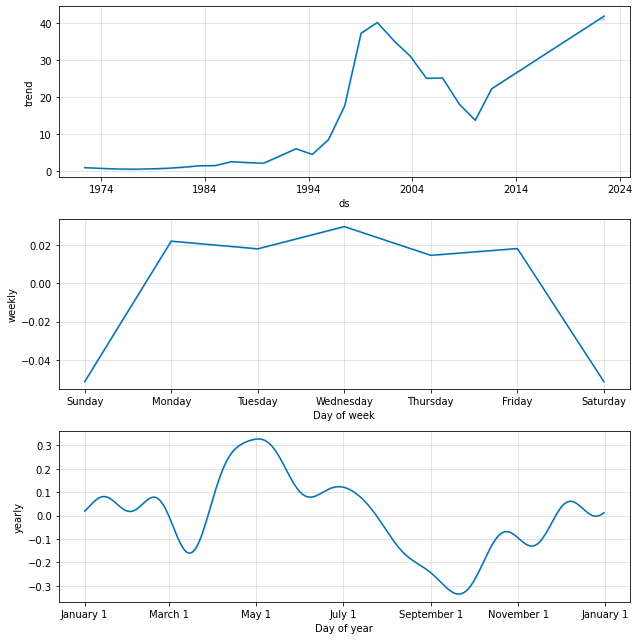 40
30
20
10
0
trend
1974 1984 1994 2004 2014 2024
ds
0.02
0.00
−0.02
−0.04
weekly
Sunday Monday Tuesday Wednesday Thursday Friday Saturday
Day of week
0.3
0.2
0.1
0.0
−0.1
−0.2
−0.3
yearly
January 1 March 1 May 1 July 1 September 1 November 1 January 1
Day of year